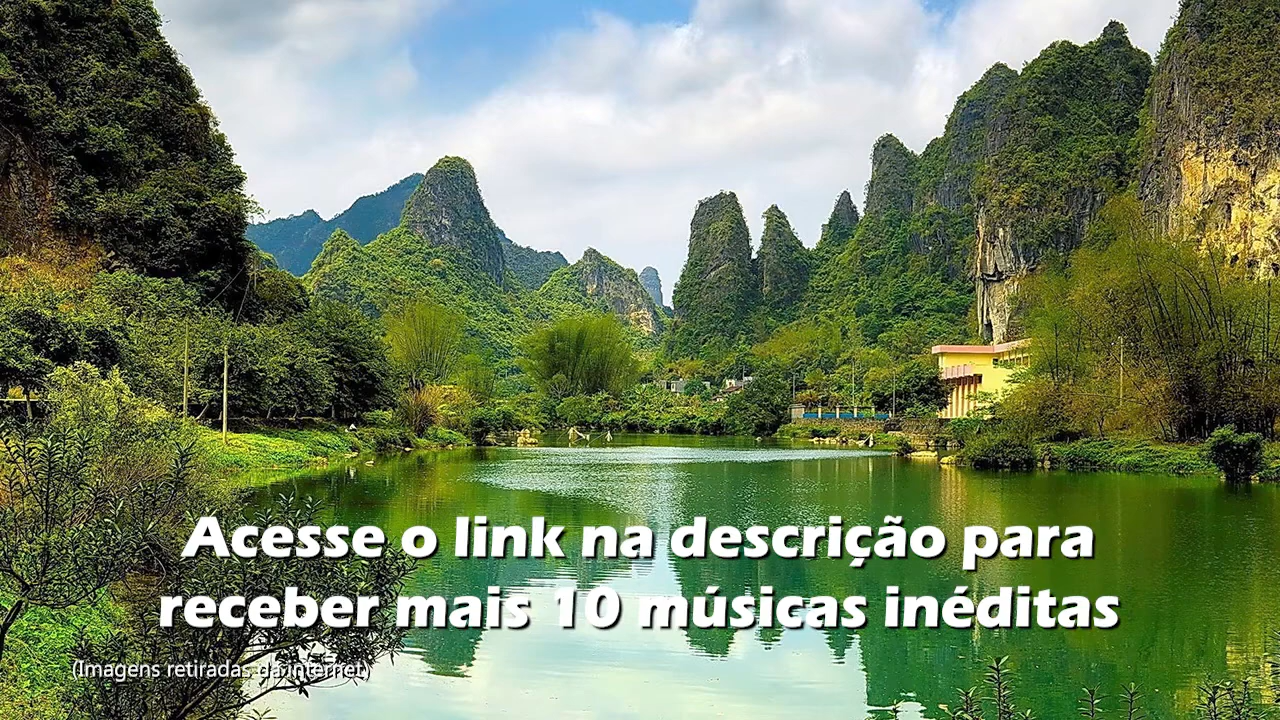 Acesse o link na descrição para
receber mais 10 músicas inéditas
(Imagens retiradas da internet)